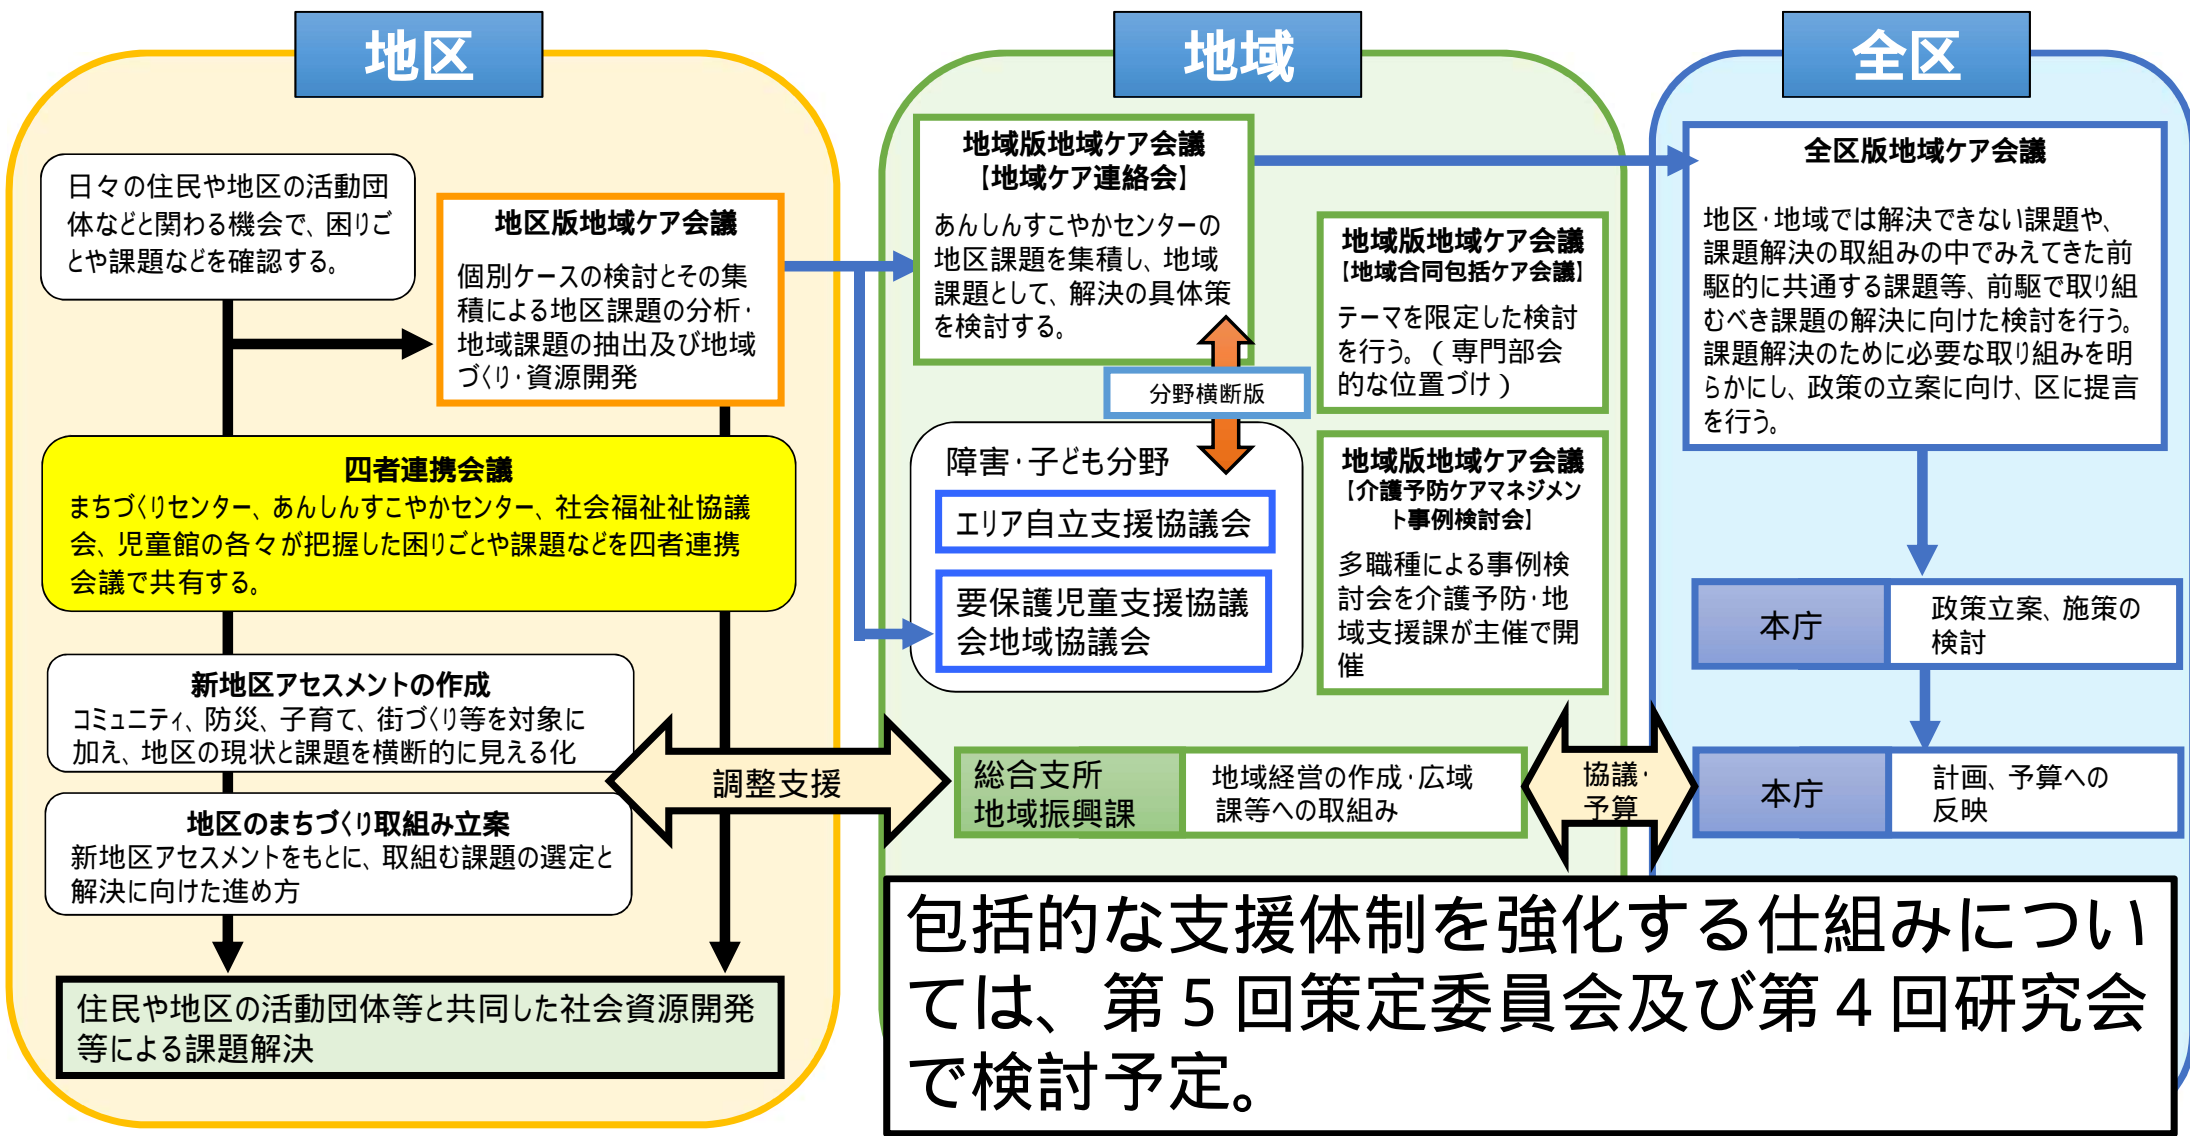 地区
日々の住民や地区の活動団
体などと関わる機会で、困りご
とや課題などを確認する。
地区版地域ケア会議
個別ケースの検討とその集
積による地区課題の分析・
地域課題の抽出及び地域
づくり・資源開発
四者連携会議
まちづくりセンター、あんしんすこやかセンター、社会福祉祉協議
会、児童館の各々が把握した困りごとや課題などを四者連携
会議で共有する。
新地区アセスメントの作成
コミュニティ、防災、子育て、街づくり等を対象に
加え、地区の現状と課題を横断的に見える化
地区のまちづくり取組み立案
新地区アセスメントをもとに、取組む課題の選定と
解決に向けた進め方
住民や地区の活動団体等と共同した社会資源開発
等による課題解決
調整支援
地域
地域版地域ケア会議
【地域ケア連絡会】
あんしんすこやかセンターの
地区課題を集積し、地域
課題として、解決の具体策
を検討する。
分野横断版
障害・子ども分野
エリア自立支援協議会
要保護児童支援協議
会地域協議会
地域版地域ケア会議
【地域合同包括ケア会議】
テーマを限定した検討
を行う。(専門部会
的な位置づけ)
地域版地域ケア会議
【介護予防ケアマネジメン
ト事例検討会】
多職種による事例検
討会を介護予防・地
域支援課が主催で開
催
総合支所
地域振興課
地域経営の作成・広域
課等への取組み
協議・
予算
全区
全区版地域ケア会議
地区・地域では解決できない課題や、
課題解決の取組みの中でみえてきた前
駆的に共通する課題等、前駆で取り組
むべき課題の解決に向けた検討を行う。
課題解決のために必要な取り組みを明
らかにし、政策の立案に向け、区に提言
を行う。
本庁
政策立案、施策の
検討
本庁
計画、予算への
反映
包括的な支援体制を強化する仕組みについ
ては、第5回策定委員会及び第4回研究会
で検討予定。